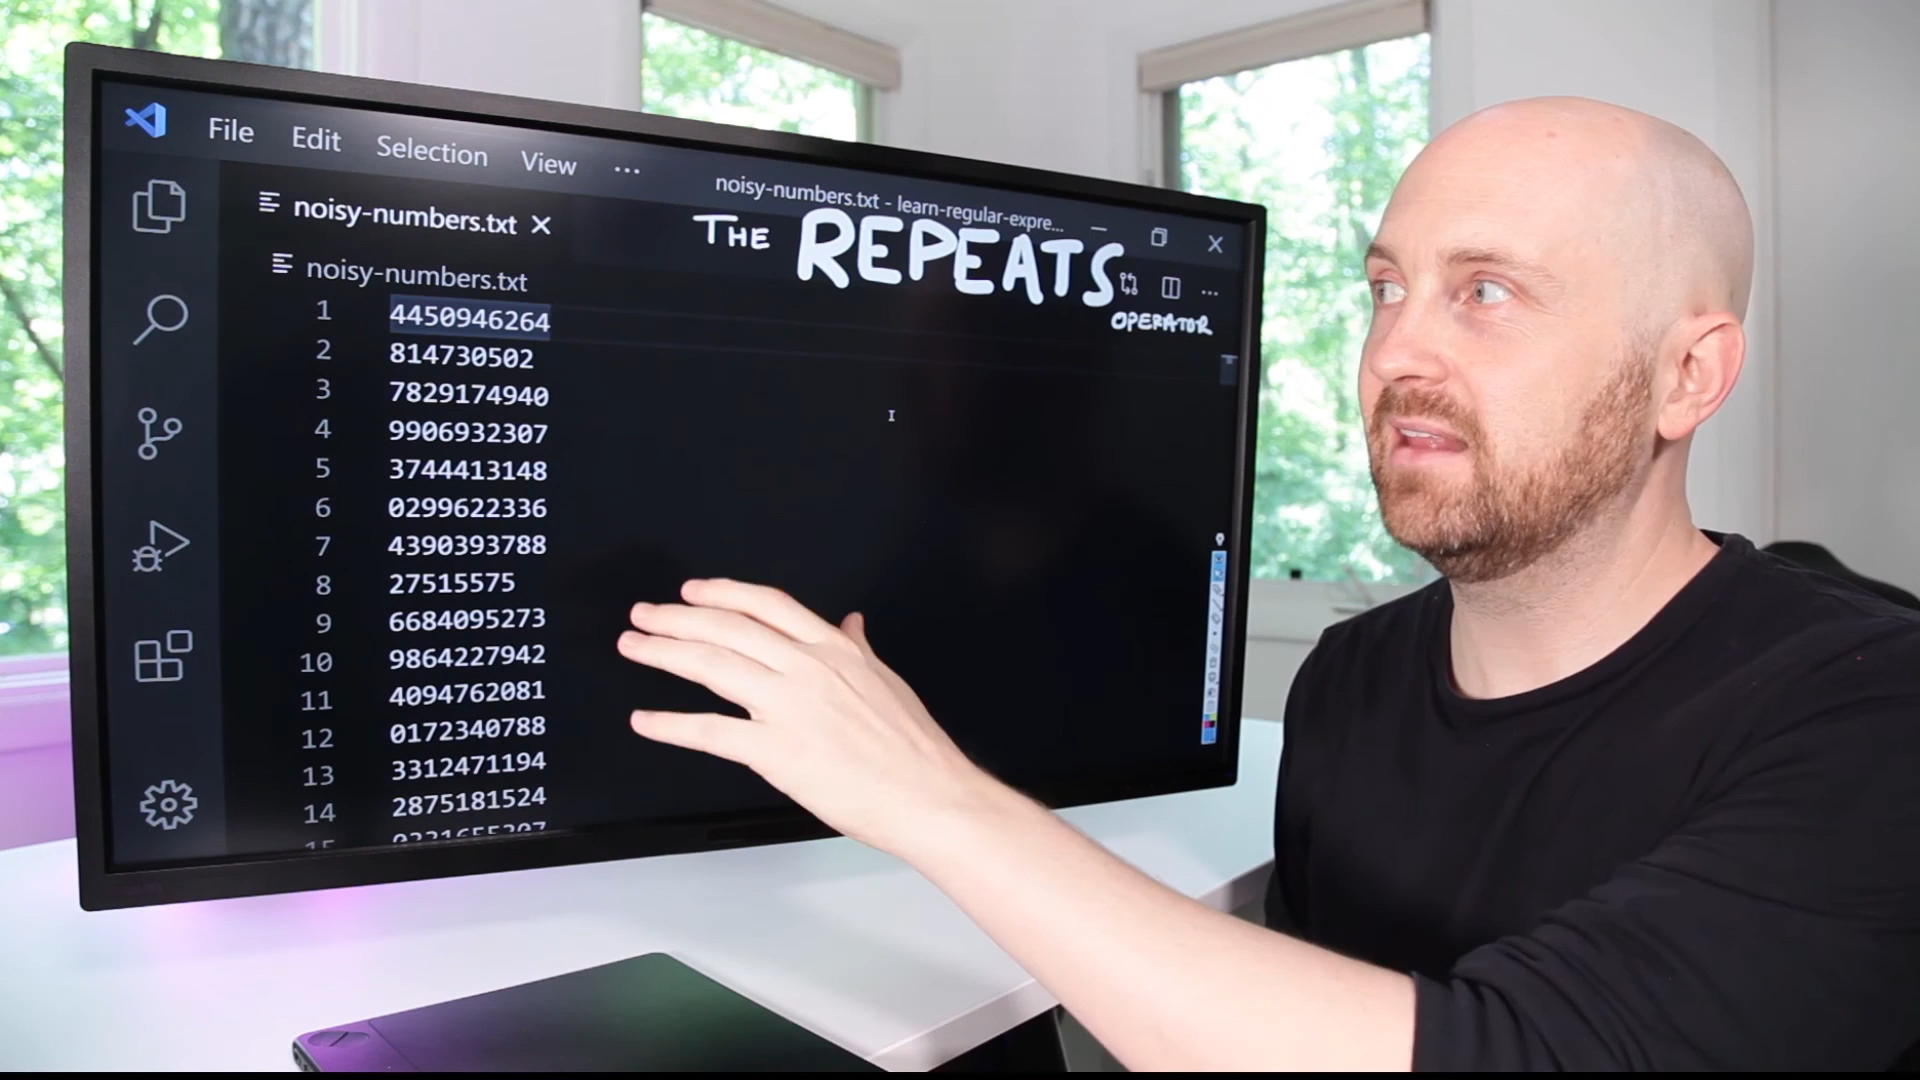 File Edit Selection View ...
noisy-numbers.txt - learn-regular-expre...
noisy-numbers.txt
THE REPEATS
OPERATOR
noisy-numbers.txt
1 4450946264
2 814730502
3 7829174940
4 9906932307
5 3744413148
6 0299622336
7 4390393788
8 27515575
9 6684095273
10 9864227942
11 4094762081
12 0172340788
13 3312471194
14 2875181524